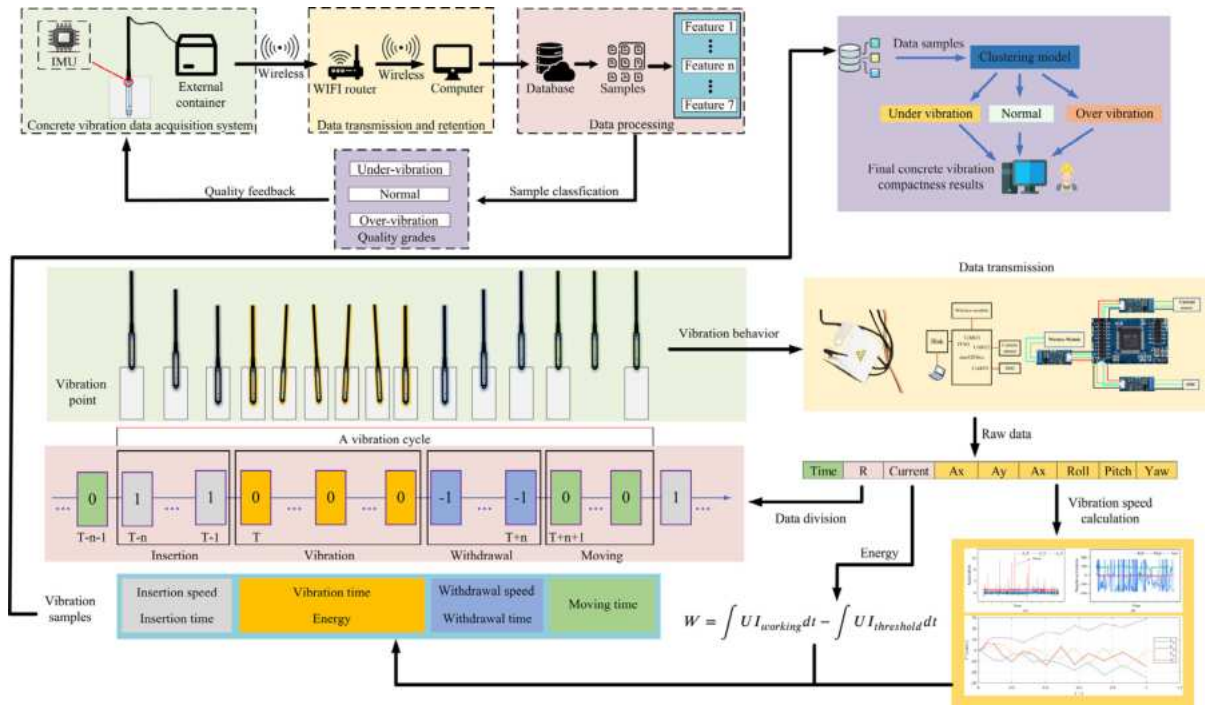 IMU
External
container
Concrete vibration data acquisition system
Wireless
WIFI router
Wireless
Computer
Data transmission and retention
Database
Samples
Feature 1
Feature n
Feature 7
Data processing
Quality feedback
Under-vibration
Normal
Over-vibration
Quality grades
Sample classfication
Data samples
Clustering model
Under vibration
Normal
Over vibration
Final concrete vibration
compactness results
Vibration
point
Vibration behavior
Data transmission
Raw data
Time R Current Ax Ay Ax Roll Pitch Yaw
A vibration cycle
... 0 1 ... 1 0 ... 0 0 -1 ... -1 0 ... 0 1 ...
T-n-1 T-n T-1 T T+n T+n+1
Insertion Vibration Withdrawal Moving
Data division
Vibration speed
calculation
Energy
Vibration
samples
Insertion speed
Insertion time
Vibration time
Energy
Withdrawal speed
Withdrawal time
Moving time
W = ∫ UI_working dt − ∫ UI_threshold dt